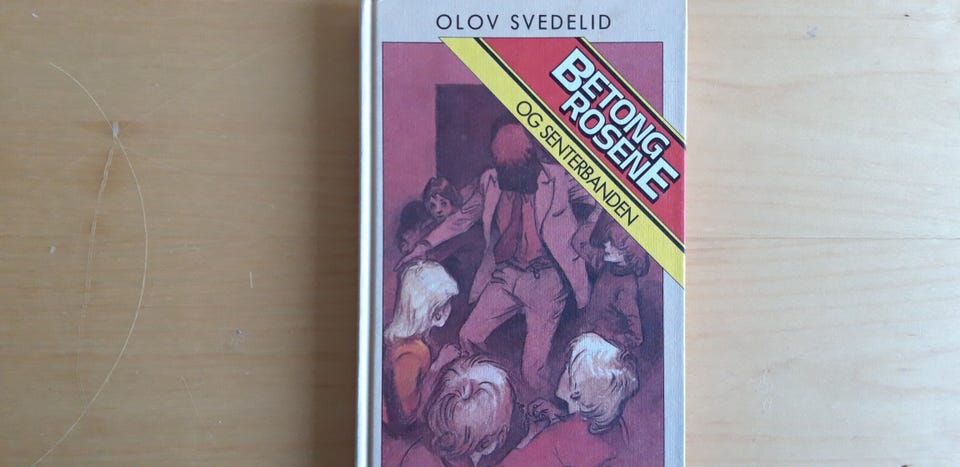 OLOV SVEDELID
BETONG
ROSENE
OG SENTERBANDEN